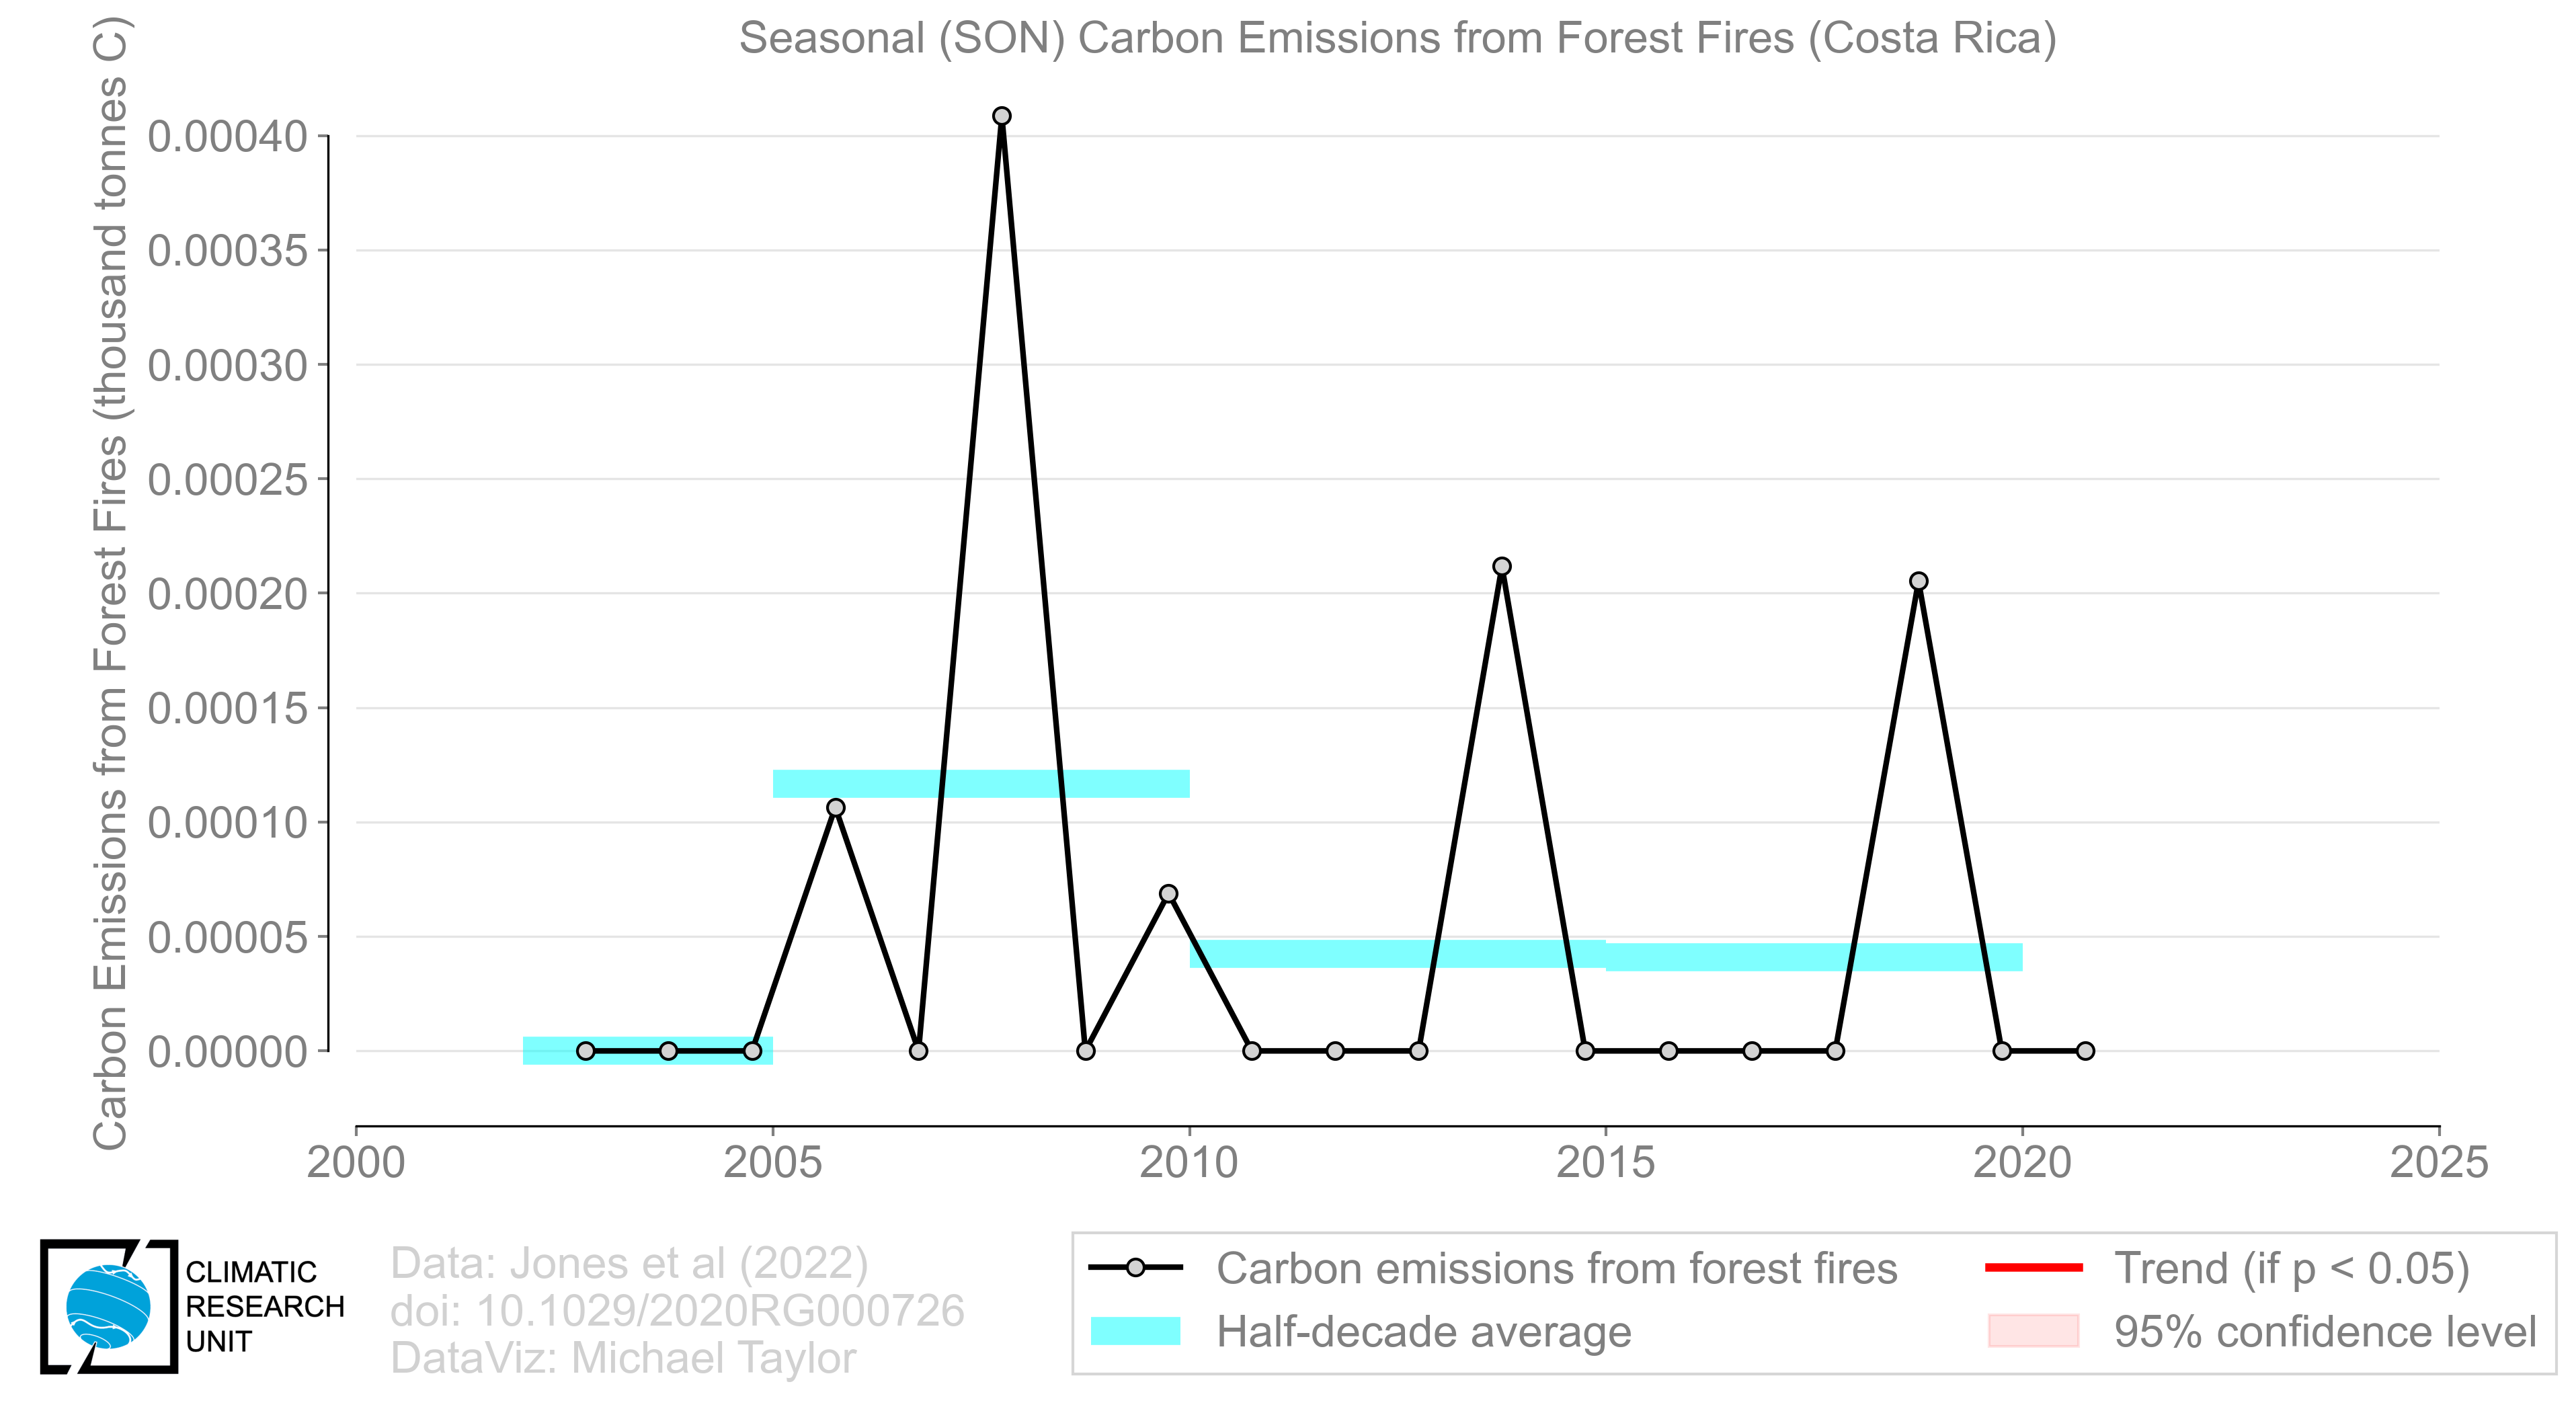 Seasonal (SON) Carbon Emissions from Forest Fires (Costa Rica)
Carbon Emissions from Forest Fires (thousand tonnes C)
0.00040
0.00035
0.00030
0.00025
0.00020
0.00015
0.00010
0.00005
0.00000
2000 2005 2010 2015 2020 2025
CLIMATIC
RESEARCH
UNIT
Data: Jones et al (2022)
doi: 10.1029/2020RG000726
DataViz: Michael Taylor
Carbon emissions from forest fires
Half-decade average
Trend (if p < 0.05)
95% confidence level